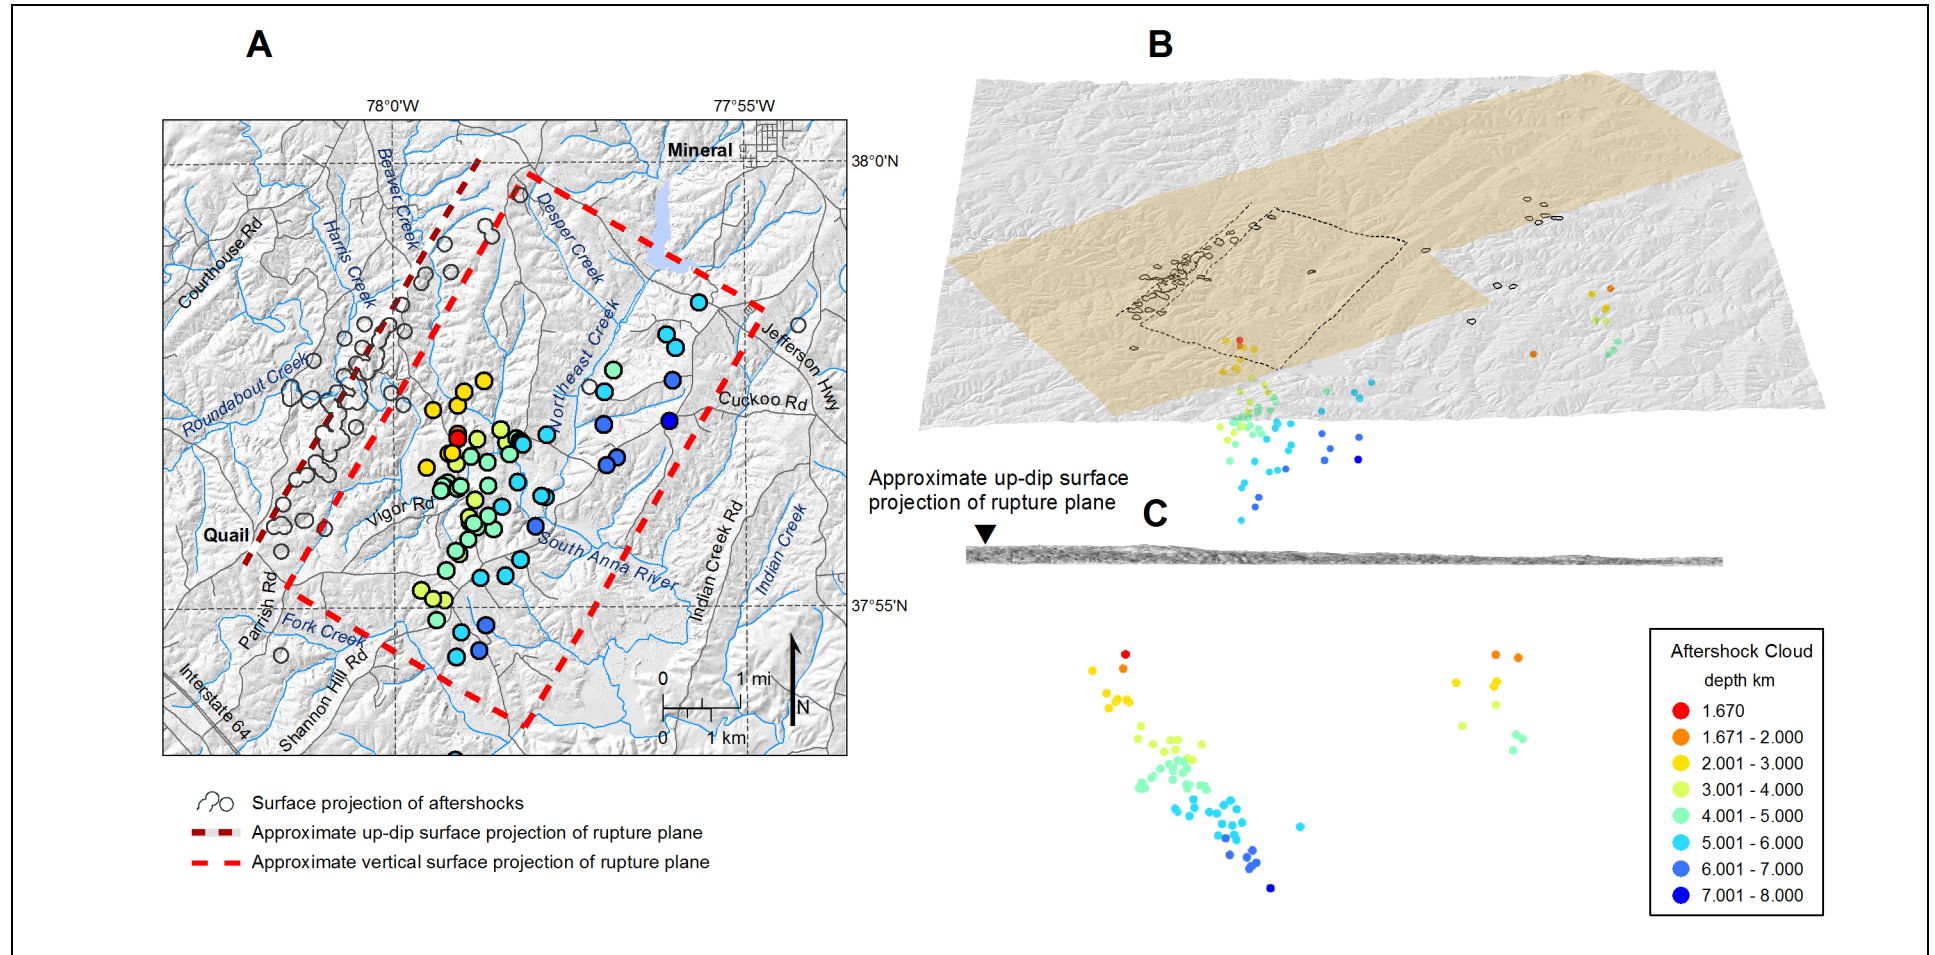 A
B
78°0'W
77°55'W
Mineral
38°0'N
Beaver Creek
Desper Creek
Harris Creek
Courthouse Rd
Northeast Creek
Jefferson Hwy
Roundabout Creek
Cuckoo Rd
Vigor Rd
Quail
South Anna River
Indian Creek Rd
Indian Creek
37°55'N
Parrish Rd
Fork Creek
Shannon Hill Rd
Interstate 64
0 1 mi
N
0 1 km
Surface projection of aftershocks
Approximate up-dip surface projection of rupture plane
Approximate vertical surface projection of rupture plane
Approximate up-dip surface
projection of rupture plane
C
Aftershock Cloud
depth km
1.670
1.671 - 2.000
2.001 - 3.000
3.001 - 4.000
4.001 - 5.000
5.001 - 6.000
6.001 - 7.000
7.001 - 8.000